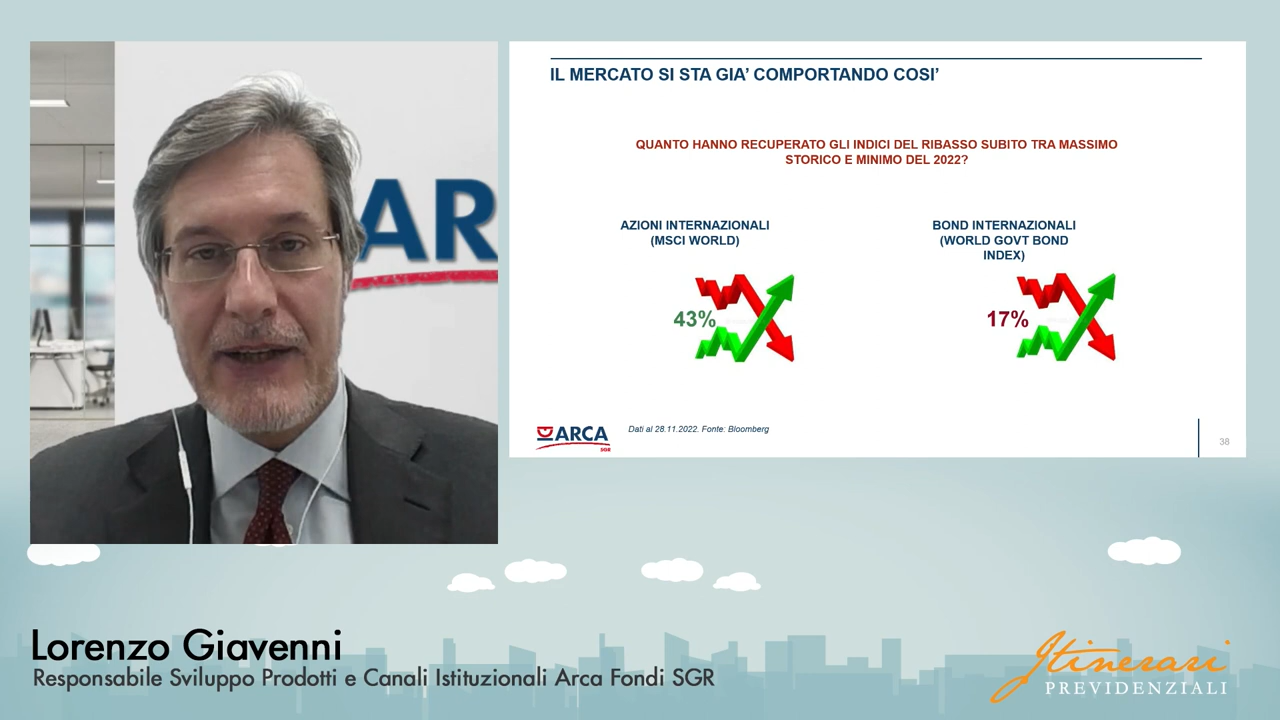 AR
IL MERCATO SI STA GIA' COMPORTANDO COSI'
QUANTO HANNO RECUPERATO GLI INDICI DEL RIBASSO SUBITO TRA MASSIMO
STORICO E MINIMO DEL 2022?
AZIONI INTERNAZIONALI
(MSCI WORLD)
43%
BOND INTERNAZIONALI
(WORLD GOVT BOND
INDEX)
17%
ARCA
SGR
Dati al 28.11.2022. Fonte: Bloomberg
38
Lorenzo Giavenni
Responsabile Sviluppo Prodotti e Canali Istituzionali Arca Fondi SGR
Itinerari
PREVIDENZIALI